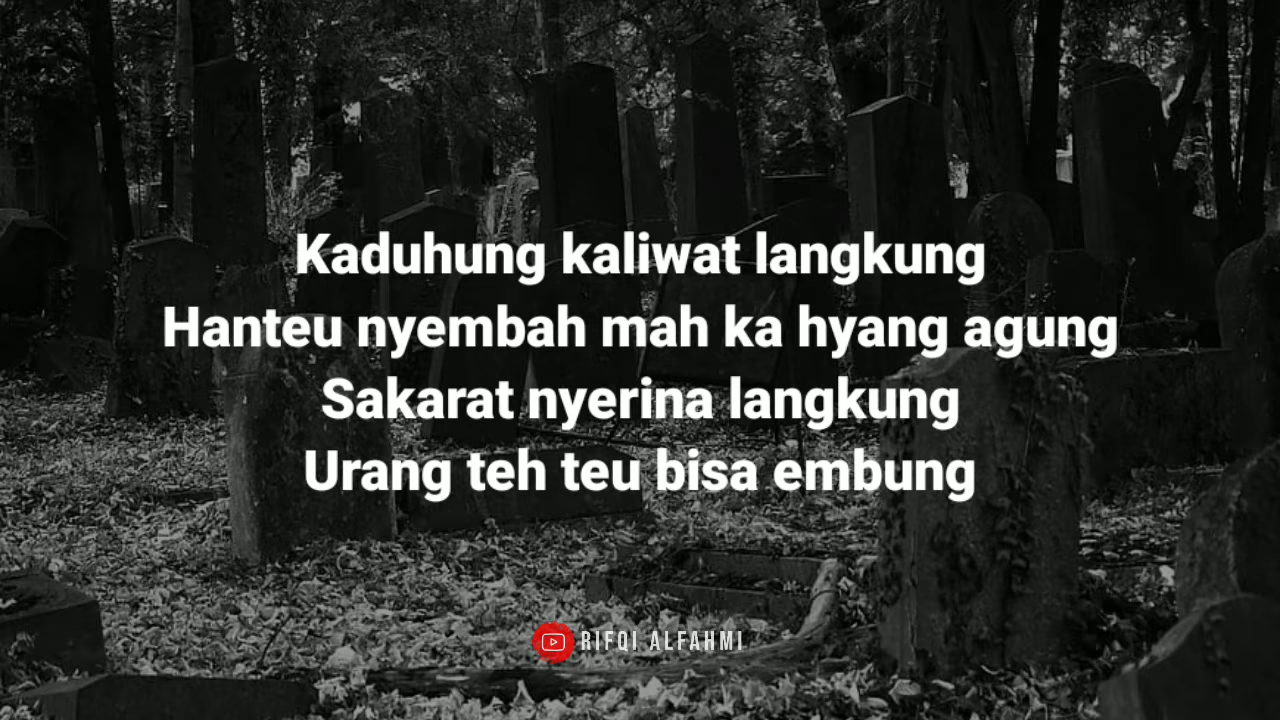 Kaduhung kaliwat langkung
Hanteu nyembah mah ka hyang agung
Sakarat nyerina langkung
Urang teh teu bisa embung
RIFQI ALFAHMI